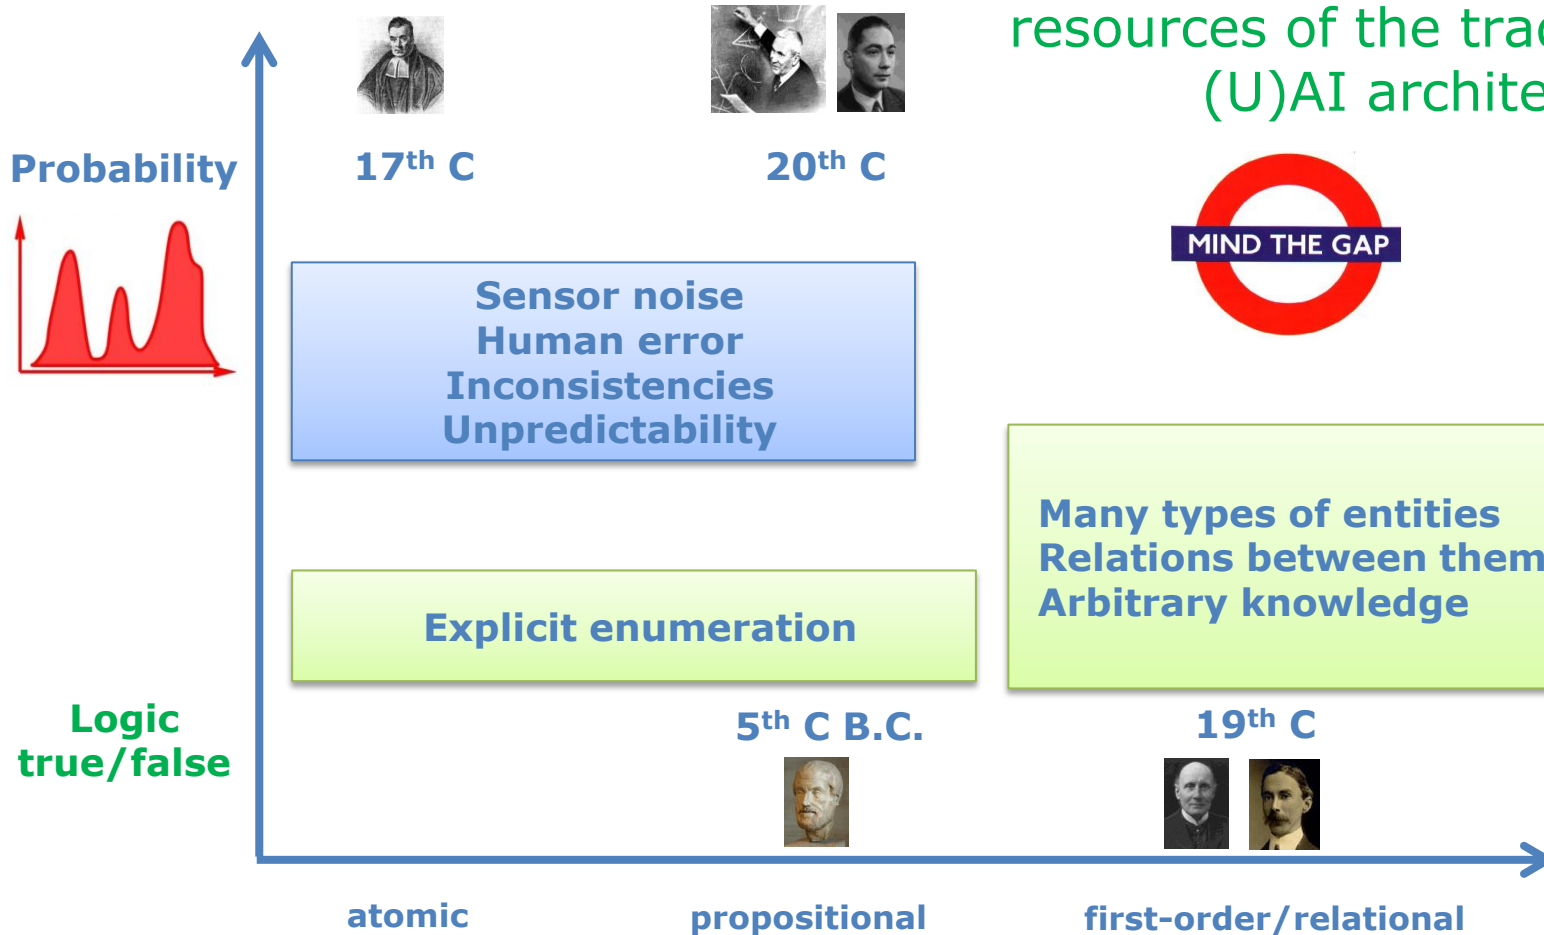 resources of the trad
(U)AI archite
Probability
17th C
20th C
MIND THE GAP
Sensor noise
Human error
Inconsistencies
Unpredictability
Many types of entities
Relations between them
Arbitrary knowledge
Explicit enumeration
Logic
true/false
5th C B.C.
19th C
atomic
propositional
first-order/relational